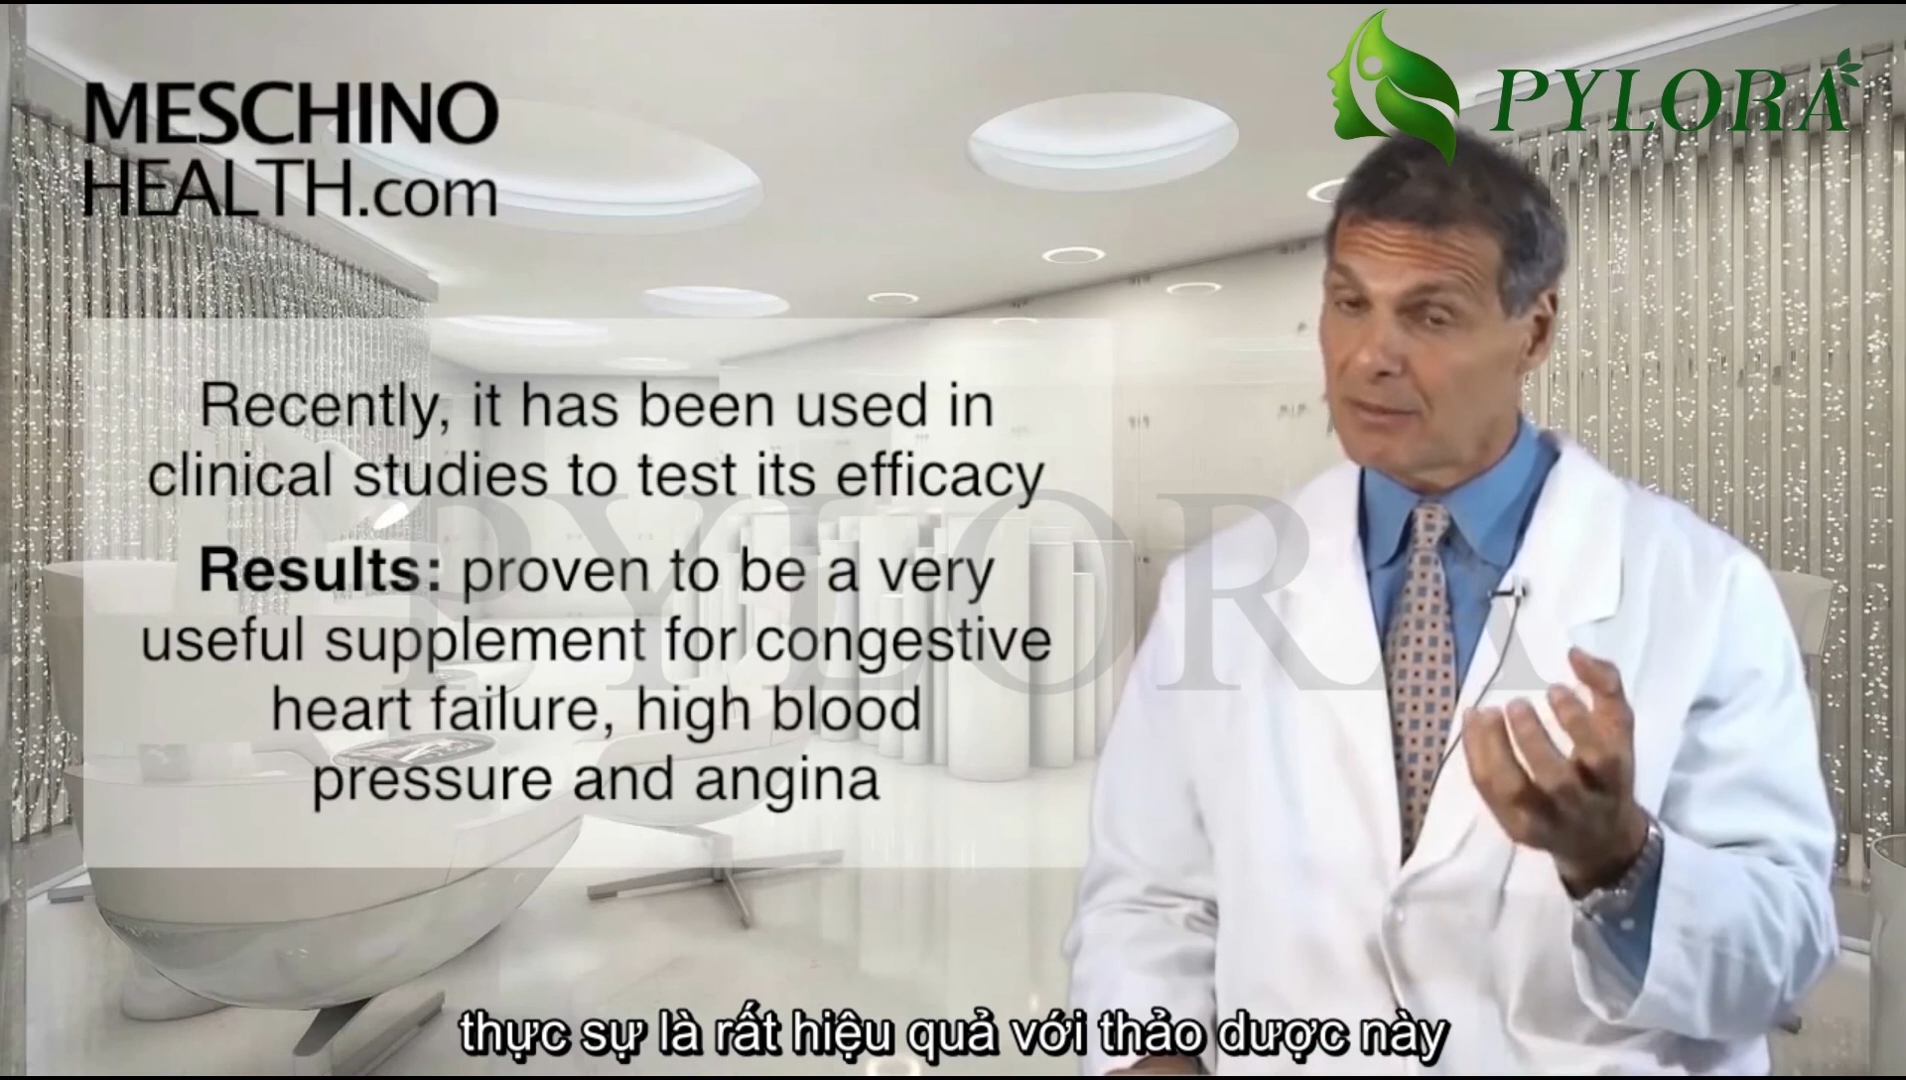 MESCHINO
HEALTH.com
PYLORA
Recently, it has been used in
clinical studies to test its efficacy
Results: proven to be a very
useful supplement for congestive
heart failure, high blood
pressure and angina
PYLORA
thực sự là rất hiệu quả với thảo dược này